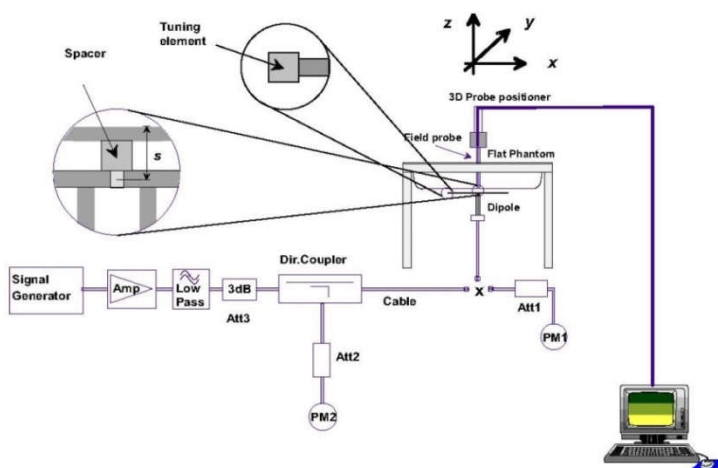 Tuning
element
Spacer
s
z
y
x
3D Probe positioner
Field probe
Flat Phantom
Dipole
Dir.Coupler
Signal
Generator
Amp
Low
Pass
3dB
Att3
Cable
x
Att1
PM1
Att2
PM2